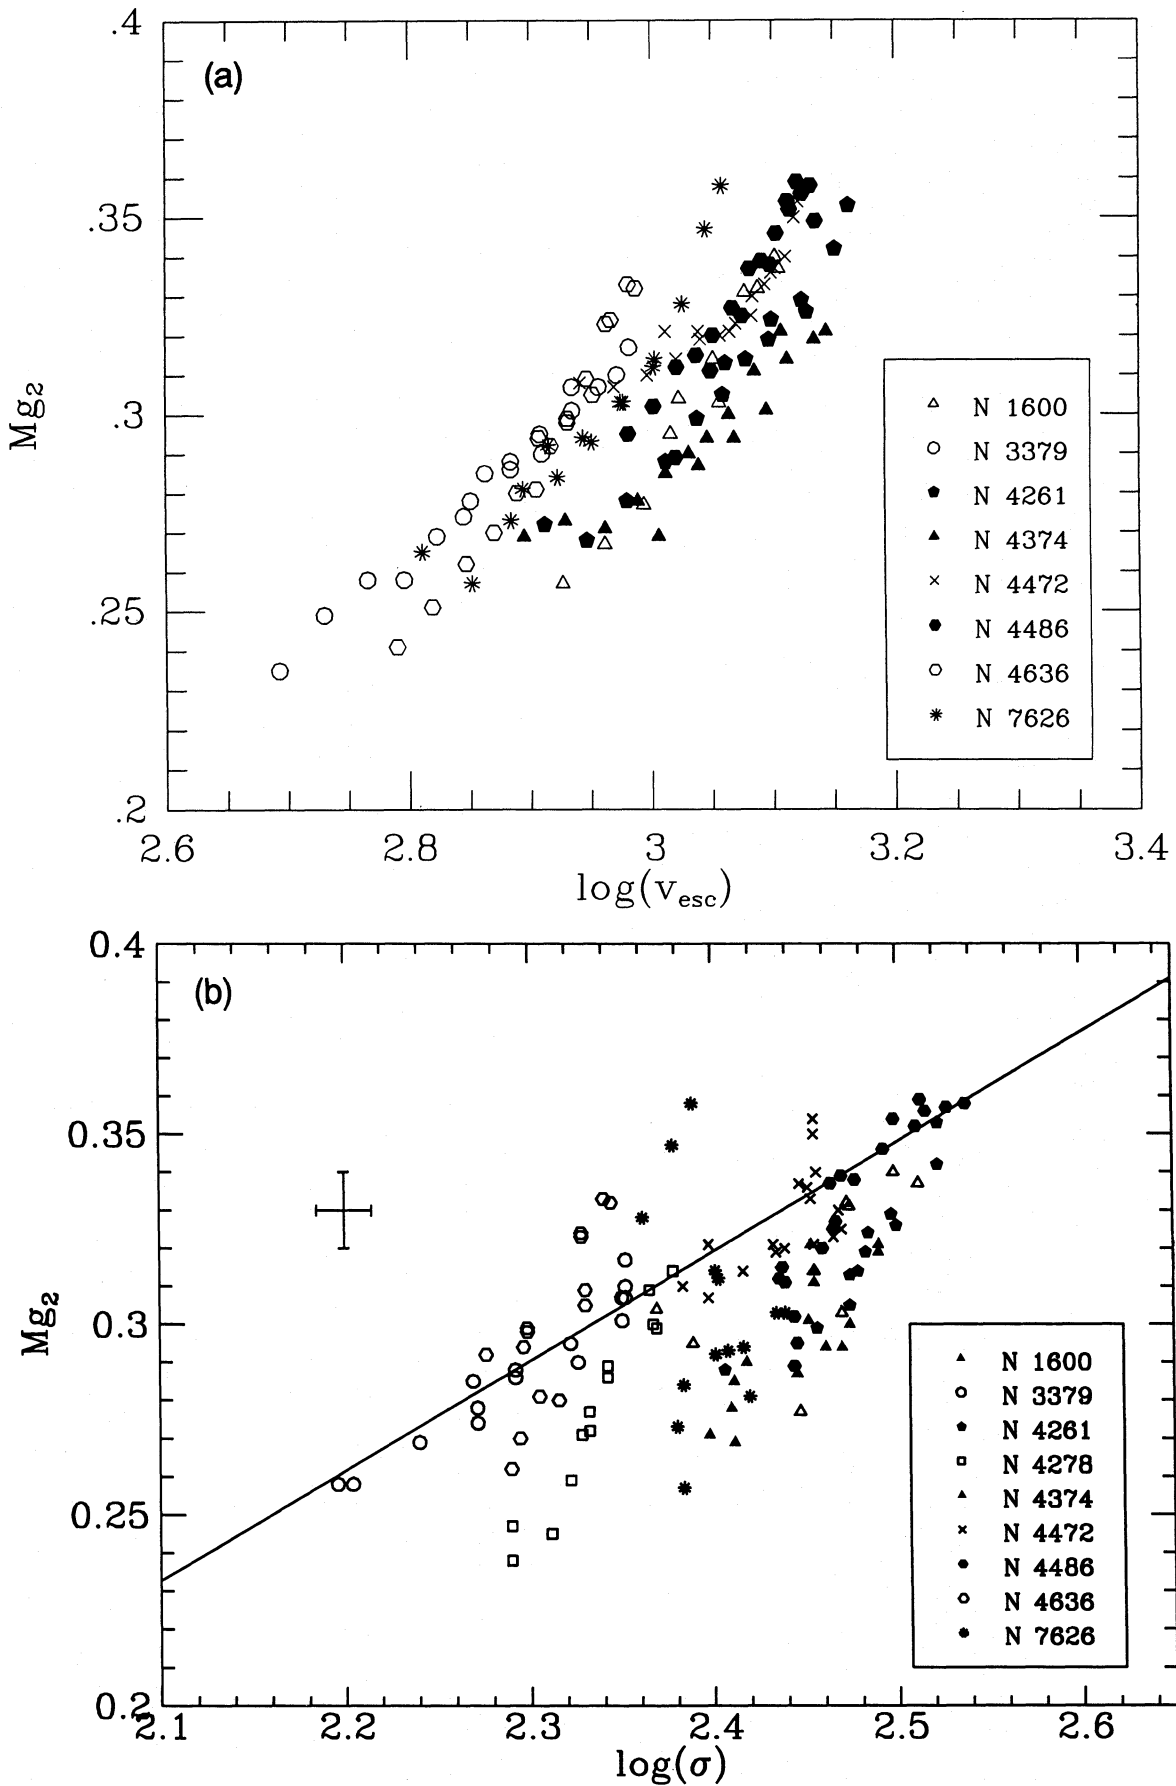 .4
(a)
.35
Mg2
.3
.25
.2
N 1600
N 3379
N 4261
N 4374
N 4472
N 4486
N 4636
N 7626
2.6 2.8 3 3.2 3.4
log(vesc)
0.4
(b)
0.35
Mg2
0.3
0.25
0.2
N 1600
N 3379
N 4261
N 4278
N 4374
N 4472
N 4486
N 4636
N 7626
2.1 2.2 2.3 2.4 2.5 2.6
log(σ)